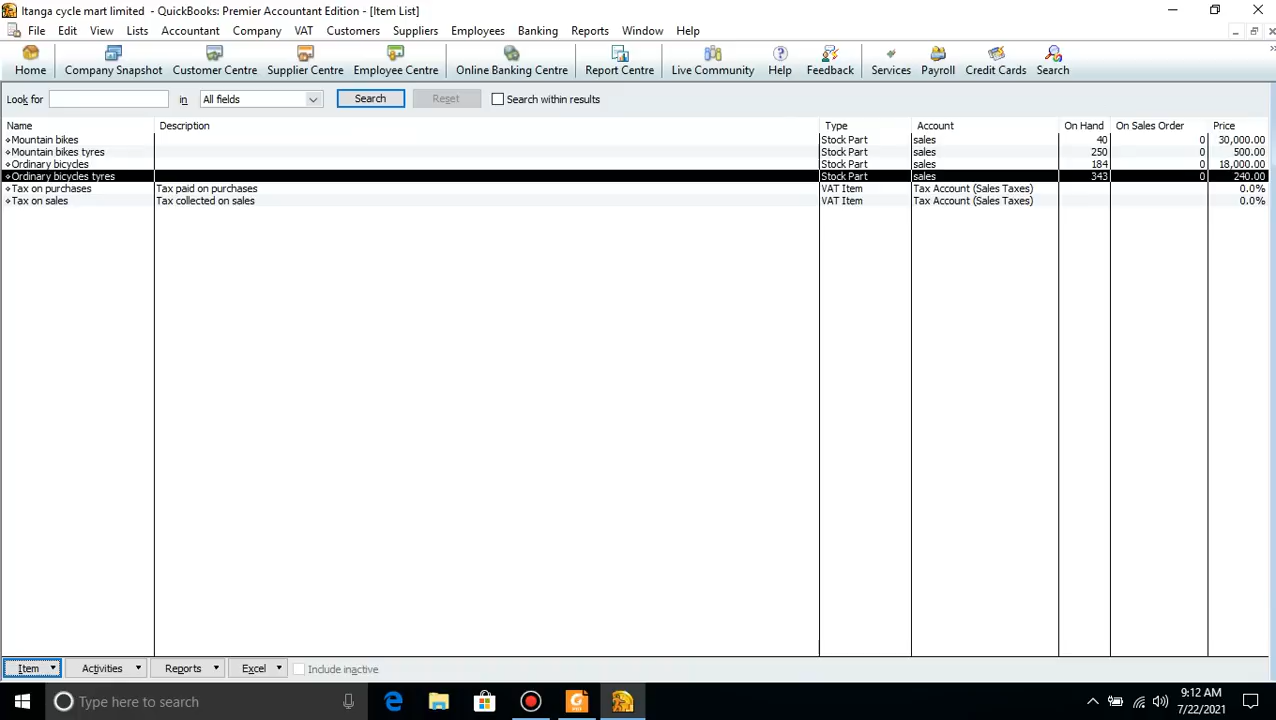 Itanga cycle mart limited - QuickBooks: Premier Accountant Edition - [Item List]
File Edit View Lists Accountant Company VAT Customers Suppliers Employees Banking Reports Window Help
Home Company Snapshot Customer Centre Supplier Centre Employee Centre Online Banking Centre Report Centre Live Community Help Feedback Services Payroll Credit Cards Search
Look for in All fields Search Reset Search within results
Name Description Type Account On Hand On Sales Order Price
Mountain bikes Stock Part sales 40 0 30,000.00
Mountain bikes tyres Stock Part sales 250 0 500.00
Ordinary bicycles Stock Part sales 184 0 18,000.00
Ordinary bicycles tyres Stock Part sales 343 0 240.00
Tax on purchases Tax paid on purchases VAT Item Tax Account (Sales Taxes) 0.0%
Tax on sales Tax collected on sales VAT Item Tax Account (Sales Taxes) 0.0%
Item Activities Reports Excel Include inactive
Type here to search
9:12 AM
7/22/2021